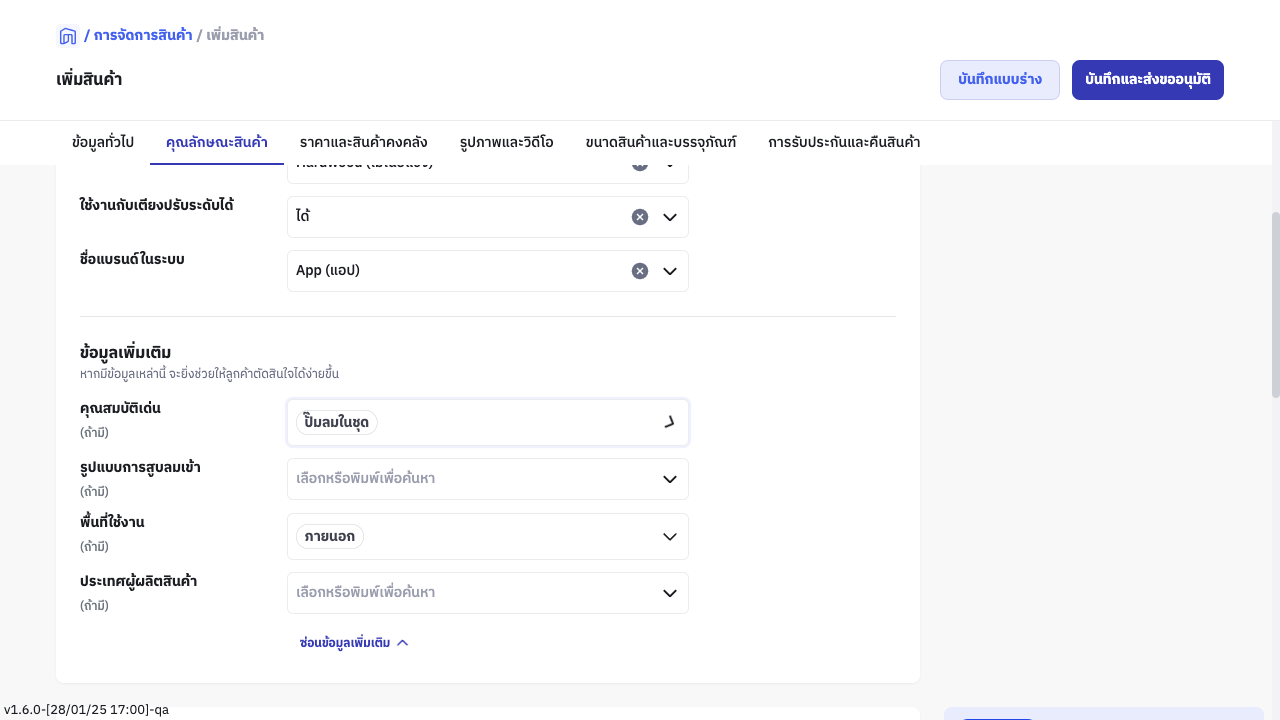 / การจัดการสินค้า / เพิ่มสินค้า
เพิ่มสินค้า
บันทึกแบบร่าง
บันทึกและส่งขออนุมัติ
ข้อมูลทั่วไป
คุณลักษณะสินค้า
ราคาและสินค้าคงคลัง
รูปภาพและวิดีโอ
ขนาดสินค้าและบรรจุภัณฑ์
การรับประกันและคืนสินค้า
ใช้งานกับเตียงปรับระดับได้
ได้
ชื่อแบรนด์ในระบบ
App (แอป)
ข้อมูลเพิ่มเติม
หากมีข้อมูลเหล่านี้ จะยิ่งช่วยให้ลูกค้าตัดสินใจได้ง่ายขึ้น
คุณสมบัติเด่น
(ถ้ามี)
ปั๊มลมในชุด
รูปแบบการสูบลมเข้า
(ถ้ามี)
เลือกหรือพิมพ์เพื่อค้นหา
พื้นที่ใช้งาน
(ถ้ามี)
ภายนอก
ประเทศผู้ผลิตสินค้า
(ถ้ามี)
เลือกหรือพิมพ์เพื่อค้นหา
ซ่อนข้อมูลเพิ่มเติม
v1.6.0-[28/01/25 17:00]-qa